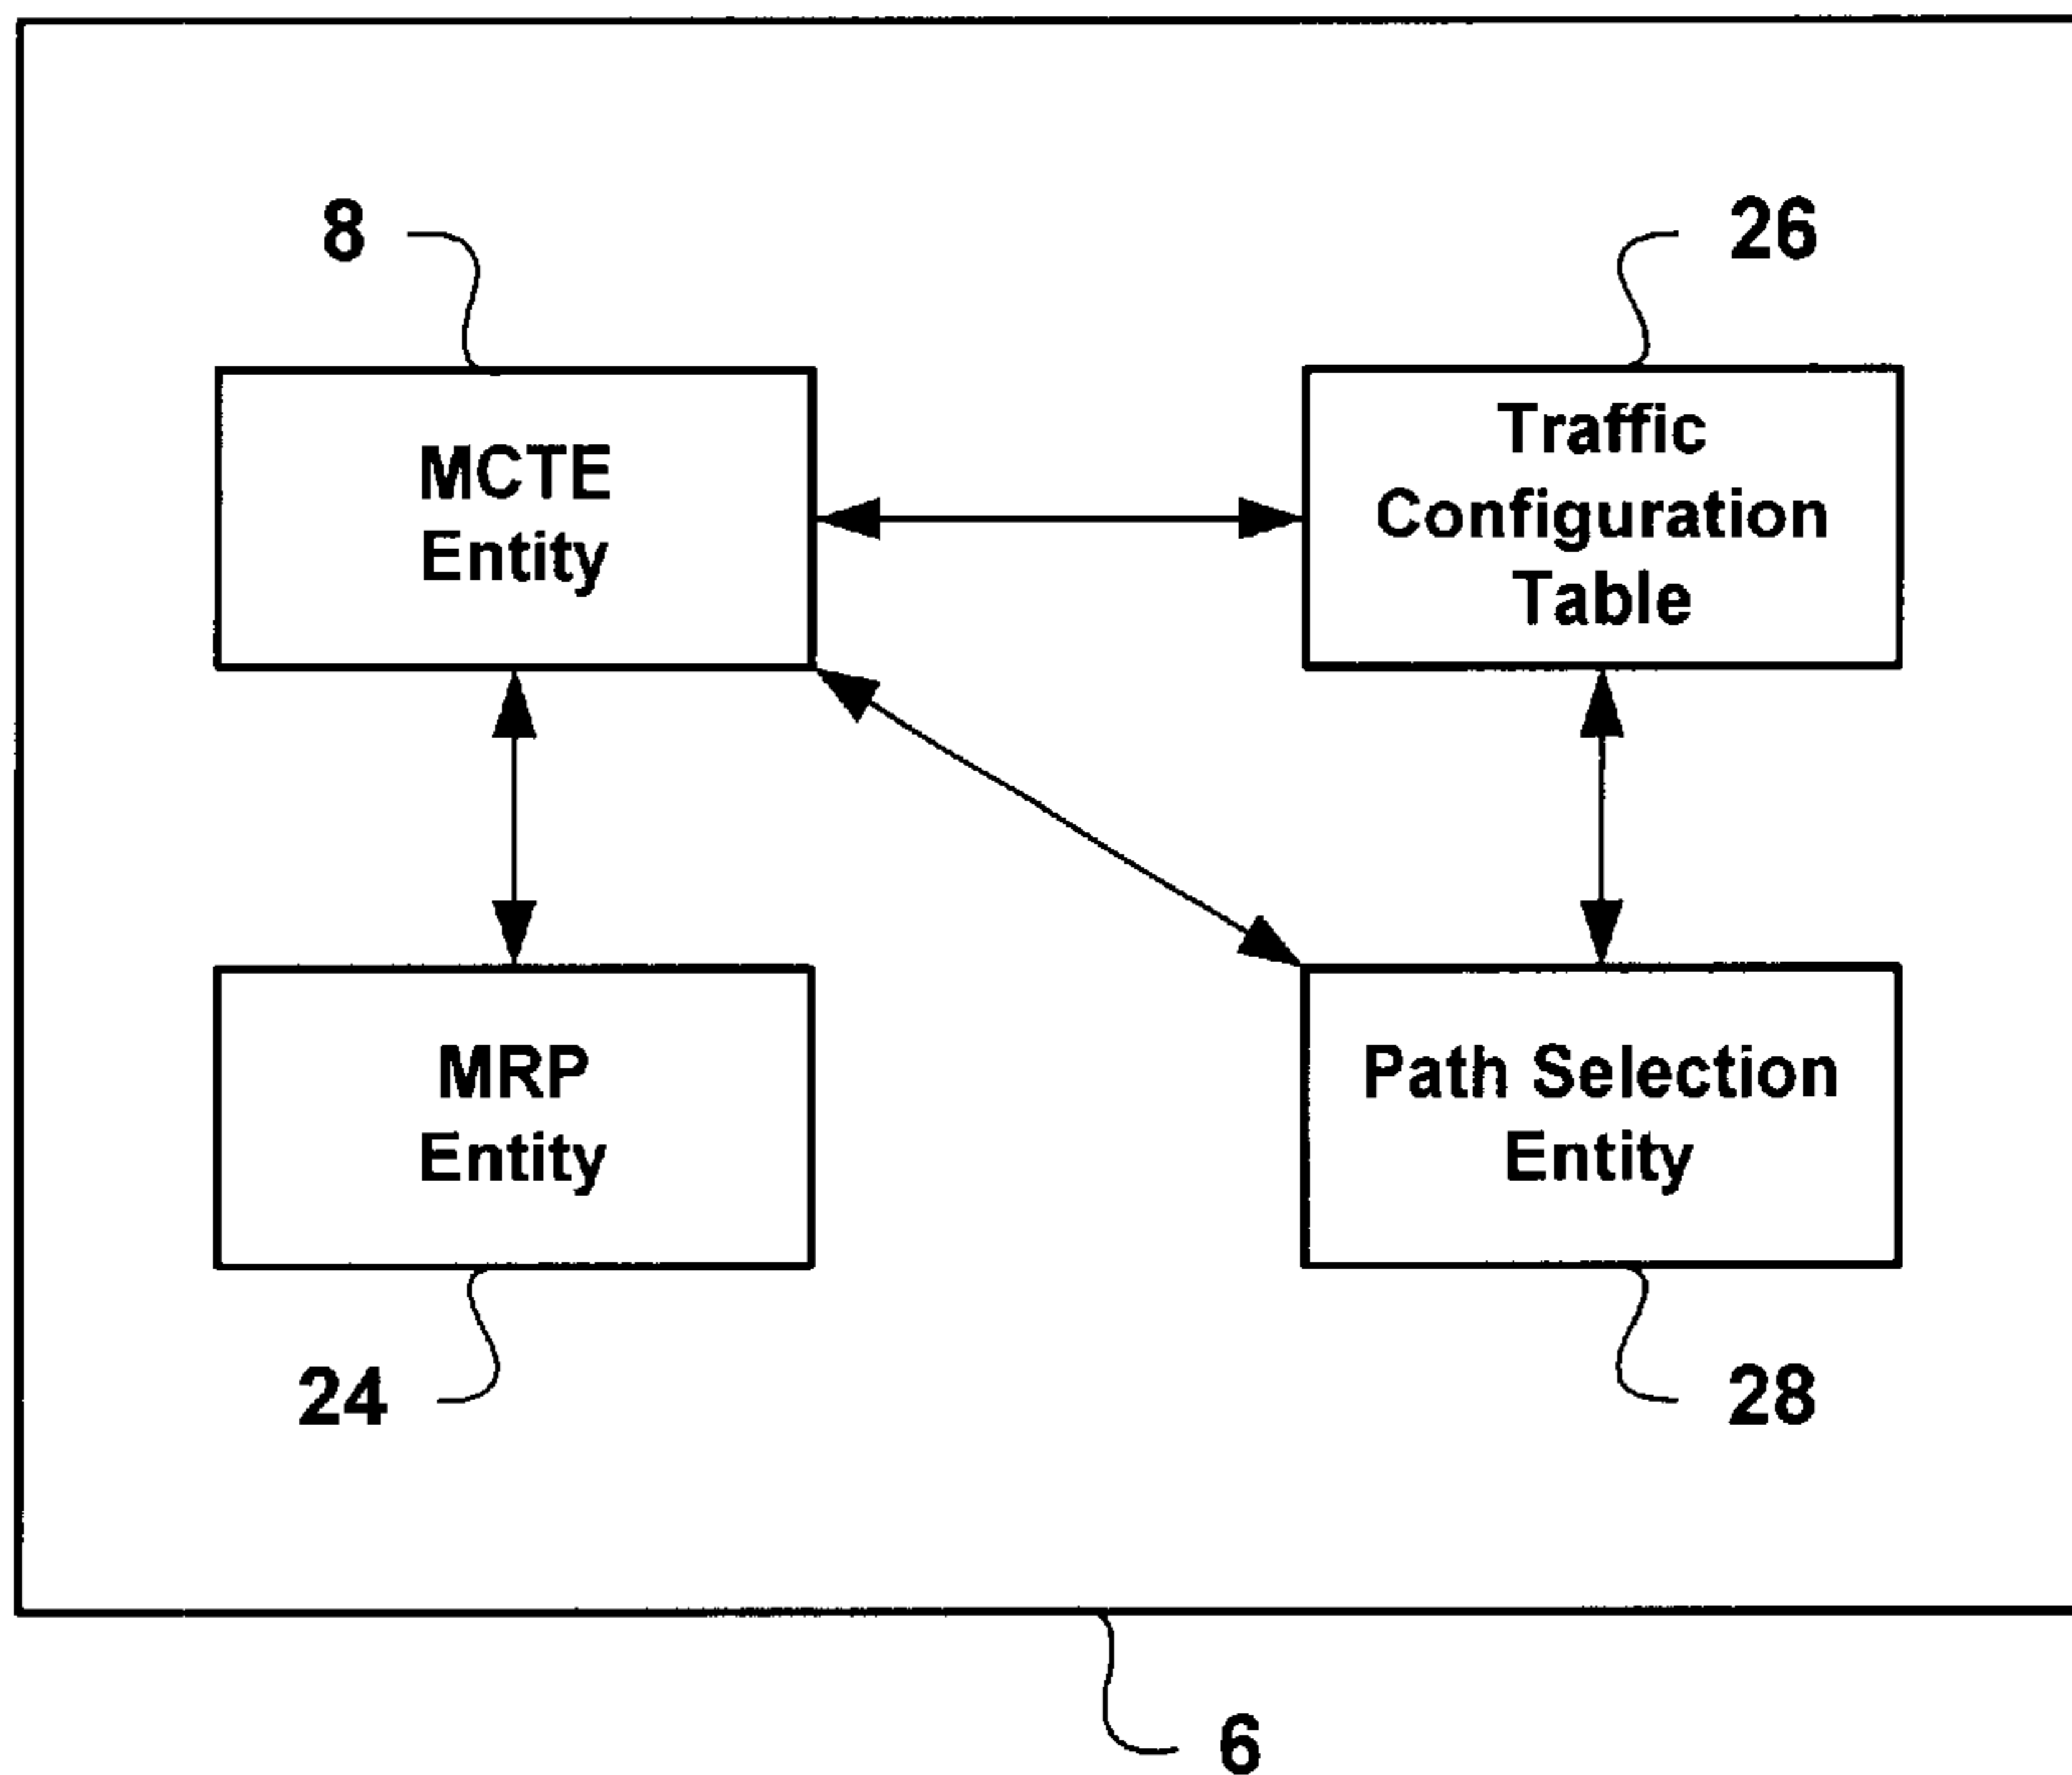 8
26
MCTE
Entity
Traffic
Configuration
Table
MRP
Entity
Path Selection
Entity
24
28
6